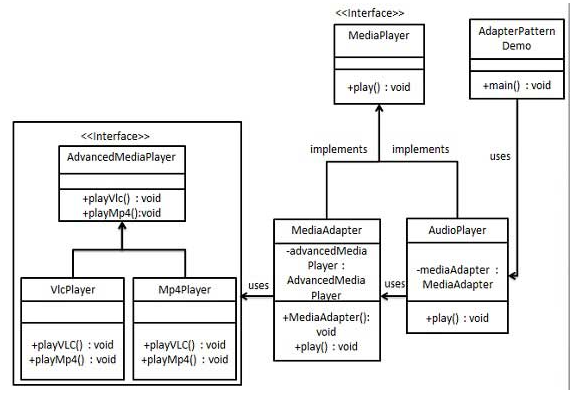 <<Interface>>
MediaPlayer
+play() : void
AdapterPattern
Demo
+main() : void
implements
implements
uses
<<Interface>>
AdvancedMediaPlayer
+playVlc() : void
+playMp4():void
VlcPlayer
+playVLC() : void
+playMp4() : void
Mp4Player
+playVLC() : void
+playMp4() : void
uses
MediaAdapter
-advancedMedia
Player :
AdvancedMedia
Player
+MediaAdapter():
void
+play() : void
uses
AudioPlayer
-mediaAdapter :
MediaAdapter
+play() : void